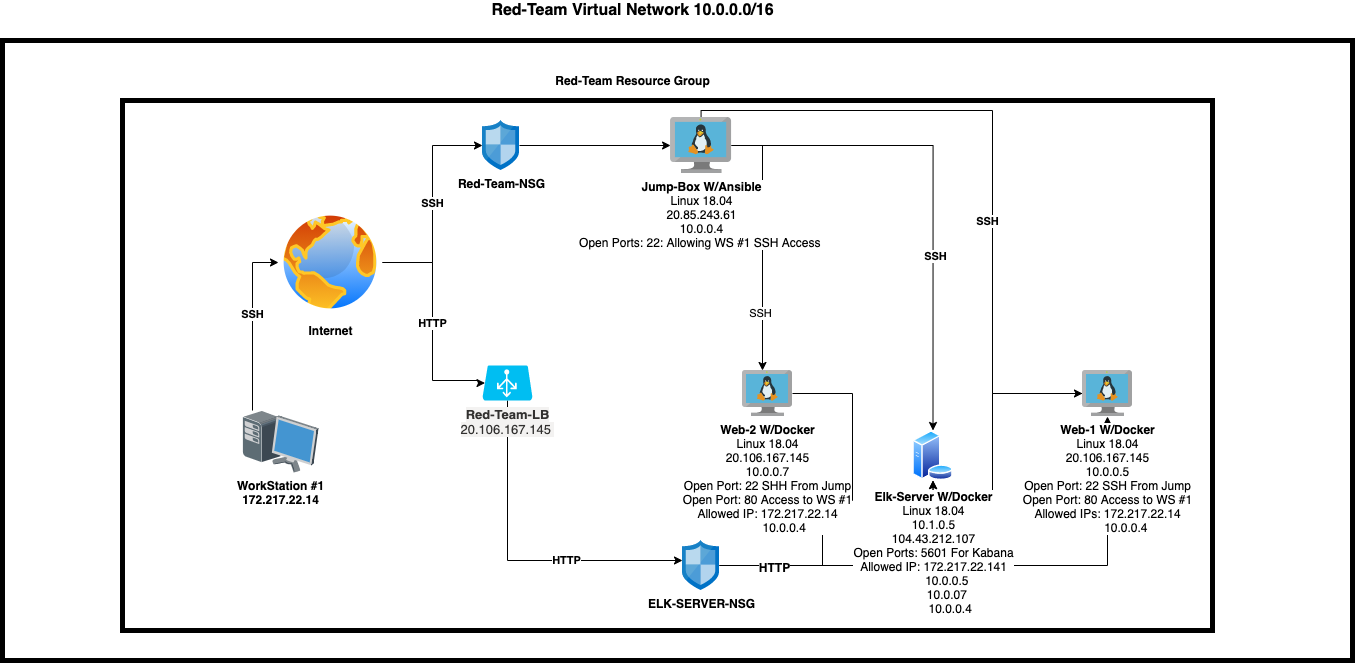 Red-Team Virtual Network 10.0.0.0/16
Red-Team Resource Group
Red-Team-NSG
SSH
Jump-Box W/Ansible
Linux 18.04
20.85.243.61
10.0.0.4
Open Ports: 22: Allowing WS #1 SSH Access
SSH
SSH
SSH
SSH
Internet
HTTP
Red-Team-LB
20.106.167.145
WorkStation #1
172.217.22.14
Web-2 W/Docker
Linux 18.04
20.106.167.145
10.0.0.7
Open Port: 22 SHH From Jump
Open Port: 80 Access to WS #1
Allowed IP: 172.217.22.14
10.0.0.4
Elk-Server W/Docker
Linux 18.04
10.1.0.5
104.43.212.107
Open Ports: 5601 For Kabana
Allowed IP: 172.217.22.141
10.0.0.5
10.0.07
10.0.0.4
Web-1 W/Docker
Linux 18.04
20.106.167.145
10.0.0.5
Open Port: 22 SSH From Jump
Open Port: 80 Access to WS #1
Allowed IPs: 172.217.22.14
10.0.0.4
HTTP
HTTP
ELK-SERVER-NSG